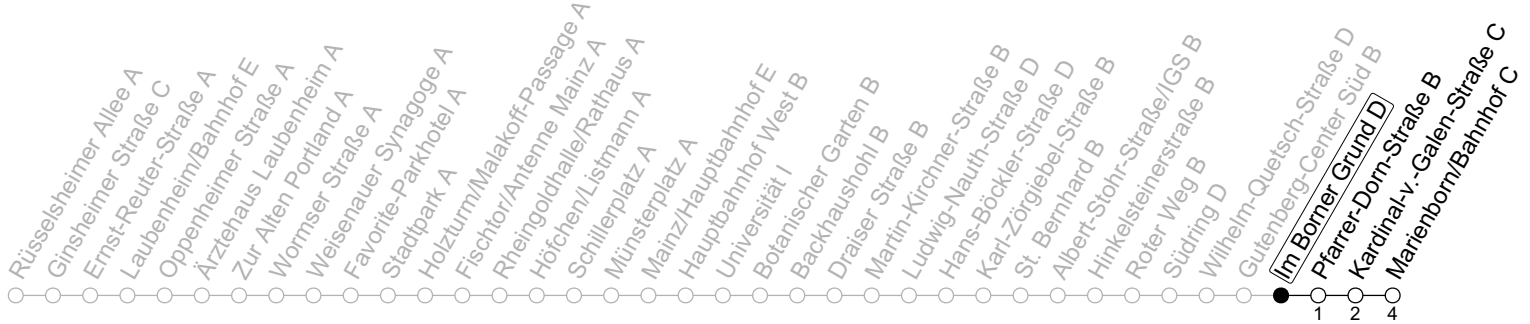 Rüsselsheimer Allee A
Ginsheimer Straße C
Ernst-Reuter-Straße A
Laubenheim/Bahnhof E
Oppenheimer Straße A
Ärztehaus Laubenheim A
Zur Alten Portland A
Wormser Straße A
Weisenauer Synagoge A
Favorite-Parkhotel A
Stadtpark A
Holzturm/Malakoff-Passage A
Fischtor/Antenne Mainz A
Rheingoldhalle/Rathaus A
Höfchen/Listmann A
Schillerplatz A
Münsterplatz A
Mainz/Hauptbahnhof E
Hauptbahnhof West B
Universität I
Botanischer Garten B
Backhaushohl B
Draiser Straße B
Martin-Kirchner-Straße B
Ludwig-Nauth-Straße D
Hans-Böckler-Straße D
Karl-Zörgiebel-Straße B
St. Bernhard B
Albert-Stohr-Straße/IGS B
Hinkelsteinerstraße B
Roter Weg B
Südring D
Wilhelm-Quetsch-Straße D
Gutenberg-Center Süd B
Im Borner Grund D
Pfarrer-Dorn-Straße B
Kardinal-v.-Galen-Straße C
Marienborn/Bahnhof C
1 2 4